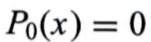 P₀(x) = 0